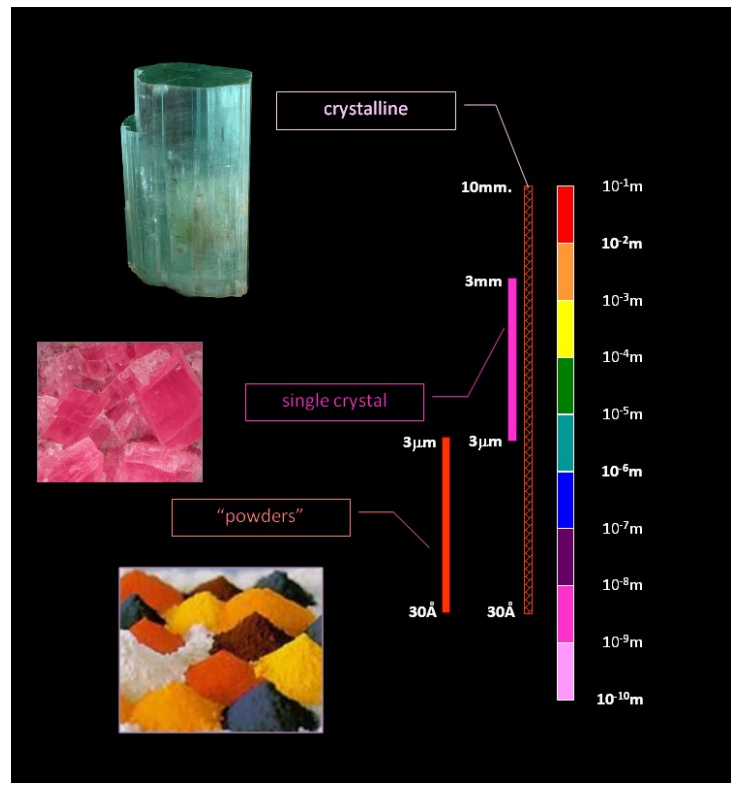 crystalline
10mm.
10⁻¹m
10⁻²m
3mm
10⁻³m
10⁻⁴m
single crystal
10⁻⁵m
3μm
3μm
10⁻⁶m
"powders"
10⁻⁷m
10⁻⁸m
30Å
30Å
10⁻⁹m
10⁻¹⁰m